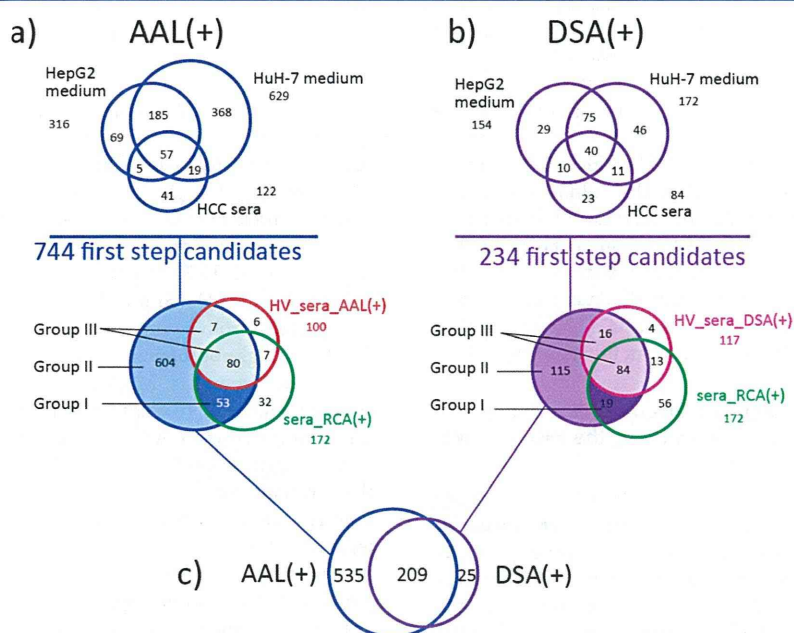 a) AAL(+)
HepG2
medium
316
HuH-7 medium
629
185
368
69
57
5
19
41
122
HCC sera
744 first step candidates
Group III
Group II
Group I
HV_sera_AAL(+)
100
7
6
604
80
7
53
32
sera_RCA(+)
172
b) DSA(+)
HepG2
medium
154
HuH-7 medium
172
75
29
46
40
10
11
23
84
HCC sera
234 first step candidates
Group III
Group II
Group I
HV_sera_DSA(+)
117
16
4
13
115
84
19
56
sera_RCA(+)
172
c) AAL(+) 535 209 25 DSA(+)